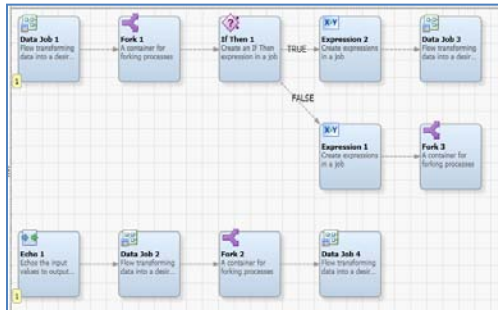 Data Job 1
Flow transforming
data into a desir...
1
Fork 1
A container for
forking processes
If Then 1
Create an If Then
expression in a job
TRUE
Expression 2
Create expressions
in a job
Data Job 3
Flow transforming
data into a desir...
FALSE
X-Y
Expression 1
Create expressions
in a job
Fork 3
A container for
forking processes
Echo 1
Echoe the input
values to output...
1
Data Job 2
Flow transforming
data into a desir...
Fork 2
A container for
forking processes
Data Job 4
Flow transforming
data into a desir...